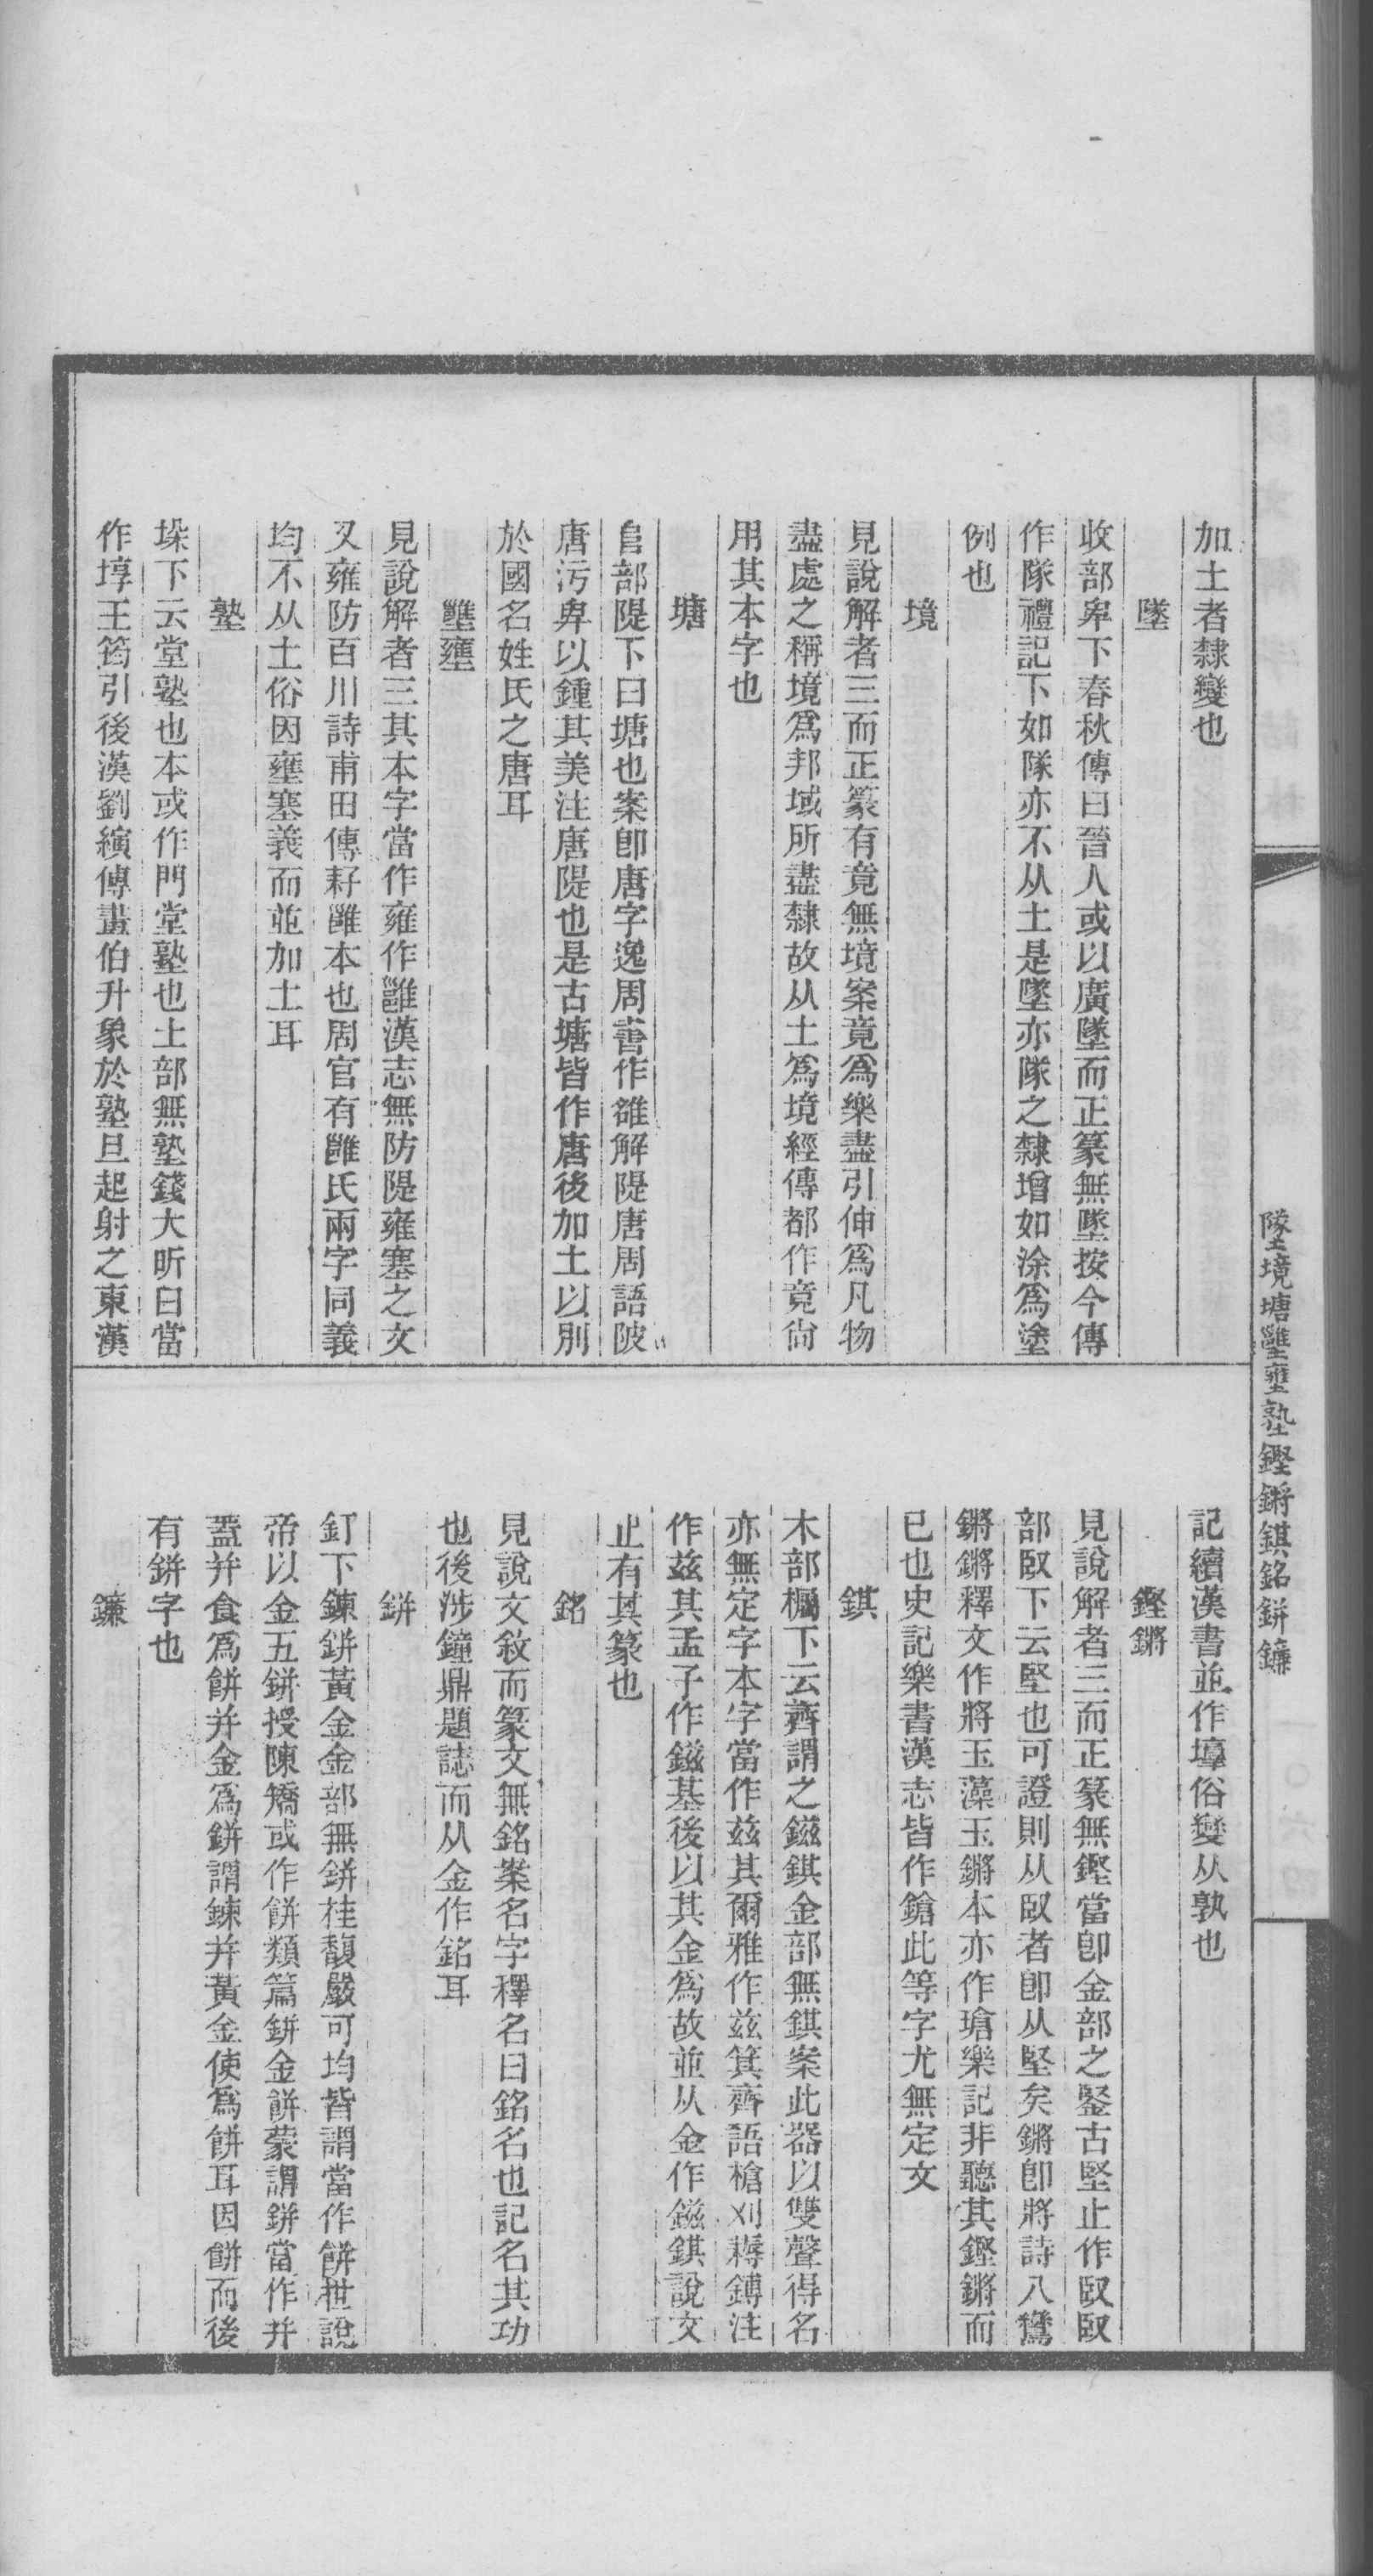 加土者隸變也
墜
收部卑下春秋傳曰晉人或以廣墜而正篆無墜按今傳
作隊禮記下如隊亦不从土是墜亦隊之隸增如涂爲塗
例也
境
見說解者三而正篆有竟無境案竟爲樂盡引伸爲凡物
盡處之稱境爲邦域所盡隸故从土爲境經傳都作竟尙
用其本字也
塘
𨸏部隄下曰塘也案卽唐字逸周書作雒解隄唐周語陂
唐污卑以鍾其美注唐隄也是古塘皆作唐後加土以別
於國名姓氏之唐耳
壅壅
見說解者三其本字當作雍作雝漢志無防隄雍塞之文
又雍防百川詩甫田傳耔雝本也周官有雝氏兩字同義
均不从土俗因壅塞義而並加土耳
塾
垛下云堂塾也本或作門堂塾也土部無塾錢大昕曰當
作埻王筠引後漢劉縯傳畫伯升象於塾旦起射之東漢
記續漢書並作埻俗變从孰也
鏗鏘
見說解者三而正篆無鏗當卽金部之鋻古堅止作臤臤
部臤下云堅也可證則从臤者卽从堅矣鏘卽將詩八鸞
鏘鏘釋文作將玉藻玉鏘本亦作瑲樂記非聽其鏗鏘而
已也史記樂書漢志皆作鎗此等字尤無定文
錤
木部欘下云齊謂之鎡錤金部無錤案此器以雙聲得名
亦無定字本字當作兹其爾雅作兹箕齊語槍刈耨鎛注
作兹其孟子作鎡基後以其金爲故並从金作鎡錤說文
止有其篆也
銘
見說文敘而篆文無銘案名字釋名曰銘名也記名其功
也後涉鐘鼎題誌而从金作銘耳
鉼
釘下鍊鉼黃金金部無鉼桂馥嚴可均皆謂當作餅世說
帝以金五鉼授陳矯或作餅類篇鉼金餅蒙謂鉼當作幷
蓋幷食爲餅幷金爲鉼謂鍊幷黃金使爲餅耳因餅而後
有鉼字也
鐮
墜境塘壅壅塾鏗鏘錤銘鉼鐮